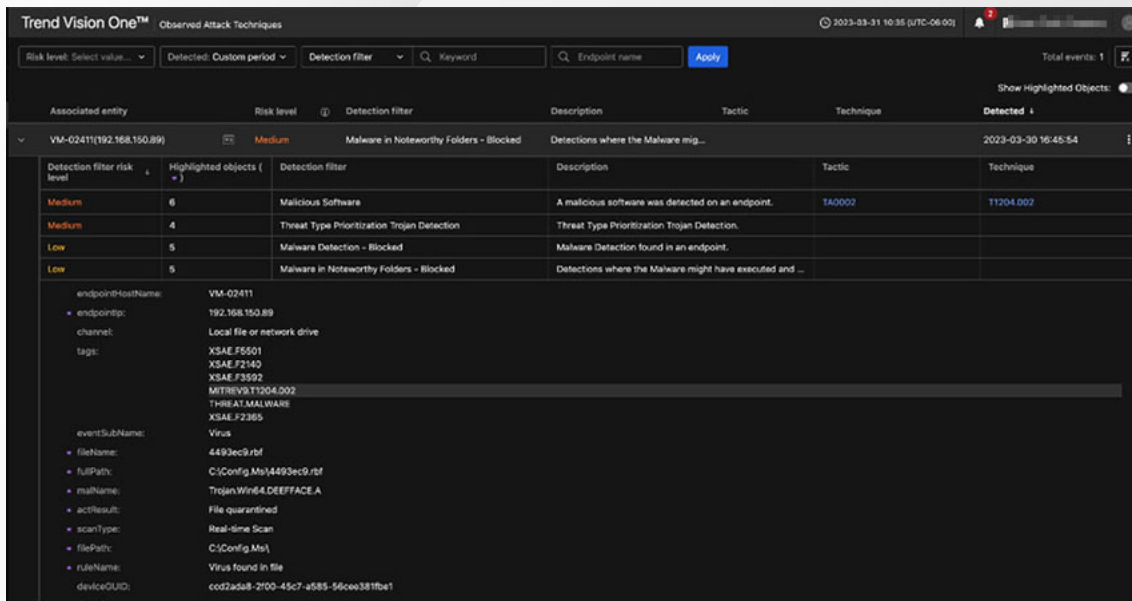 Trend Vision One™ Observed Attack Techniques 2023-03-31 10:35 (UTC-06:00) 2
Risk level: Select value... Detected: Custom period Detection filter Keyword Endpoint name Apply Total events: 1
Show Highlighted Objects:
Associated entity Risk level Detection filter Description Tactic Technique Detected ↓
VM-02411(192.168.150.89) Medium Malware in Noteworthy Folders - Blocked Detections where the Malware mig... 2023-03-30 16:45:54
Detection filter risk level ↓ Highlighted objects ( • ) Detection filter Description Tactic Technique
Medium 6 Malicious Software A malicious software was detected on an endpoint. TA0002 T1204.002
Medium 4 Threat Type Prioritization Trojan Detection Threat Type Prioritization Trojan Detection.
Low 5 Malware Detection - Blocked Malware Detection found in an endpoint.
Low 5 Malware in Noteworthy Folders - Blocked Detections where the Malware might have executed and ...
endpointHostName: VM-02411
endpointIp: 192.168.150.89
channel: Local file or network drive
tags: XSAE.F5501
XSAE.F2140
XSAE.F3592
MITREV9.T1204.002
THREAT.MALWARE
XSAE.F2365
eventSubName: Virus
fileName: 4493ec9.rbf
fullPath: C:\Config.Msi\4493ec9.rbf
malName: Trojan.Win64.DEEFFACE.A
actResult: File quarantined
scanType: Real-time Scan
filePath: C:\Config.Msi\
ruleName: Virus found in file
deviceGUID: ccd2ada8-2f00-45c7-a585-56cee381fbe1